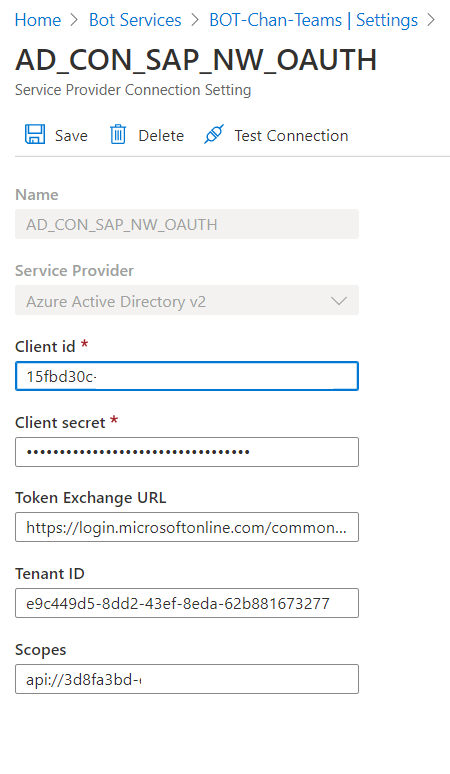 Home > Bot Services > BOT-Chan-Teams | Settings >
AD_CON_SAP_NW_OAUTH
Service Provider Connection Setting
Save Delete Test Connection
Name
AD_CON_SAP_NW_OAUTH
Service Provider
Azure Active Directory v2
Client id *
15fbd30c-
Client secret *
••••••••••••••••••••••••••••••••••
Token Exchange URL
https://login.microsoftonline.com/common...
Tenant ID
e9c449d5-8dd2-43ef-8eda-62b881673277
Scopes
api://3d8fa3bd-